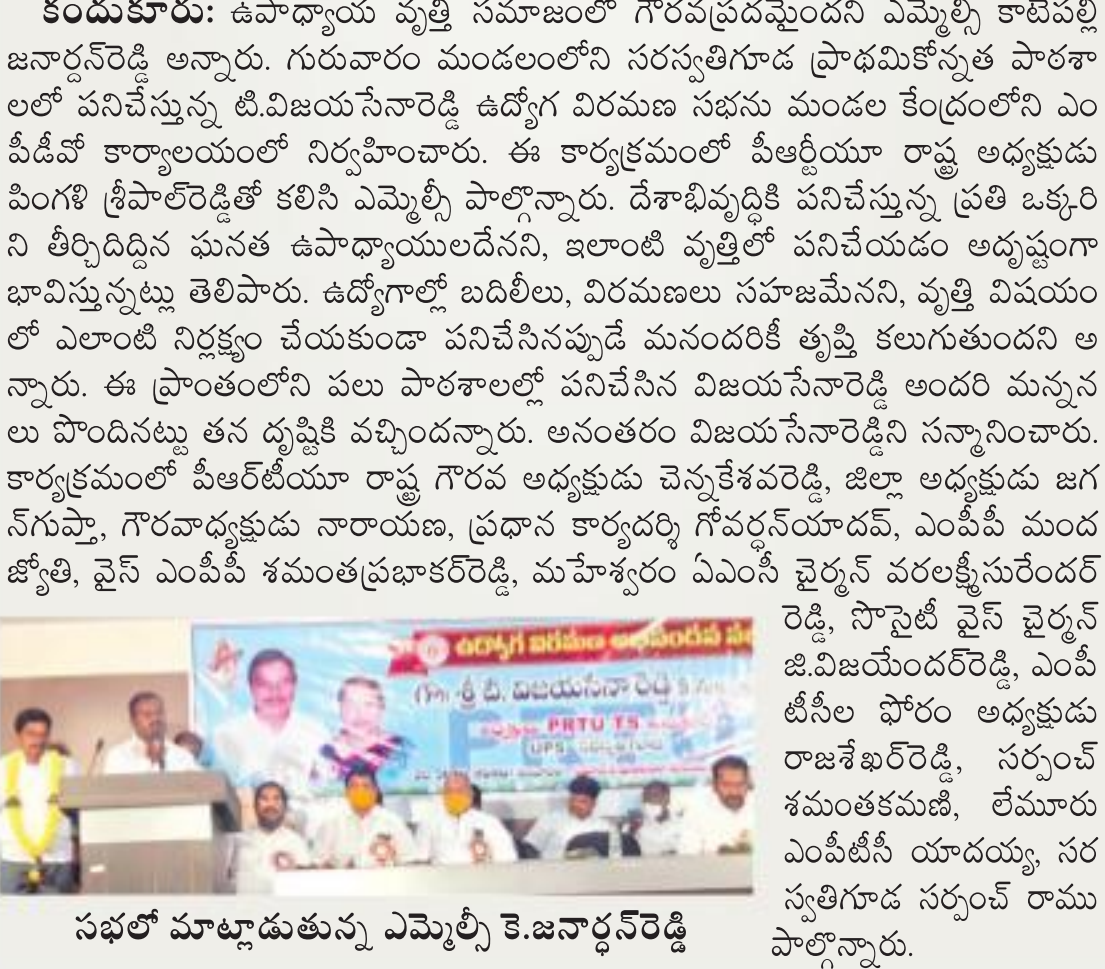 కందుకూరు: ఉపాధ్యాయ వృత్తి సమాజంలో గౌరవప్రదమైందని ఎమ్మెల్సీ కాటేపల్లి
జనార్దన్‌రెడ్డి అన్నారు. గురువారం మండలంలోని సరస్వతిగూడ ప్రాథమికోన్నత పాఠశా
లలో పనిచేస్తున్న టి.విజయసేనారెడ్డి ఉద్యోగ విరమణ సభను మండల కేంద్రంలోని ఎం
పీడీవో కార్యాలయంలో నిర్వహించారు. ఈ కార్యక్రమంలో పీఆర్టీయూ రాష్ట్ర అధ్యక్షుడు
పింగళి శ్రీపాల్‌రెడ్డితో కలిసి ఎమ్మెల్సీ పాల్గొన్నారు. దేశాభివృద్ధికి పనిచేస్తున్న ప్రతి ఒక్కరి
ని తీర్చిదిద్దిన ఘనత ఉపాధ్యాయులదేనని, ఇలాంటి వృత్తిలో పనిచేయడం అదృష్టంగా
భావిస్తున్నట్లు తెలిపారు. ఉద్యోగాల్లో బదిలీలు, విరమణలు సహజమేనని, వృత్తి విషయం
లో ఎలాంటి నిర్లక్ష్యం చేయకుండా పనిచేసినప్పుడే మనందరికీ తృప్తి కలుగుతుందని అ
న్నారు. ఈ ప్రాంతంలోని పలు పాఠశాలల్లో పనిచేసిన విజయసేనారెడ్డి అందరి మన్నన
లు పొందినట్టు తన దృష్టికి వచ్చిందన్నారు. అనంతరం విజయసేనారెడ్డిని సన్మానించారు.
కార్యక్రమంలో పీఆర్‌టీయూ రాష్ట్ర గౌరవ అధ్యక్షుడు చెన్నకేశవరెడ్డి, జిల్లా అధ్యక్షుడు జగ
న్‌గుప్తా, గౌరవాధ్యక్షుడు నారాయణ, ప్రధాన కార్యదర్శి గోవర్ధన్‌యాదవ్, ఎంపీపీ మంద
జ్యోతి, వైస్ ఎంపీపీ శమంతప్రభాకర్‌రెడ్డి, మహేశ్వరం ఏఎంసీ చైర్మన్ వరలక్ష్మీసురేందర్
రెడ్డి, సొసైటీ వైస్ చైర్మన్
జి.విజయేందర్‌రెడ్డి, ఎంపీ
టీసీల ఫోరం అధ్యక్షుడు
రాజశేఖర్‌రెడ్డి, సర్పంచ్
శమంతకమణి, లేమూరు
ఎంపీటీసీ యాదయ్య, సర
స్వతిగూడ సర్పంచ్ రాము
పాల్గొన్నారు.
ఉద్యోగ విరమణ అభినందన
శ్రీ టి. విజయసేనా రెడ్డి
PRTU TS
UPS
సభలో మాట్లాడుతున్న ఎమ్మెల్సీ కె.జనార్ధన్‌రెడ్డి